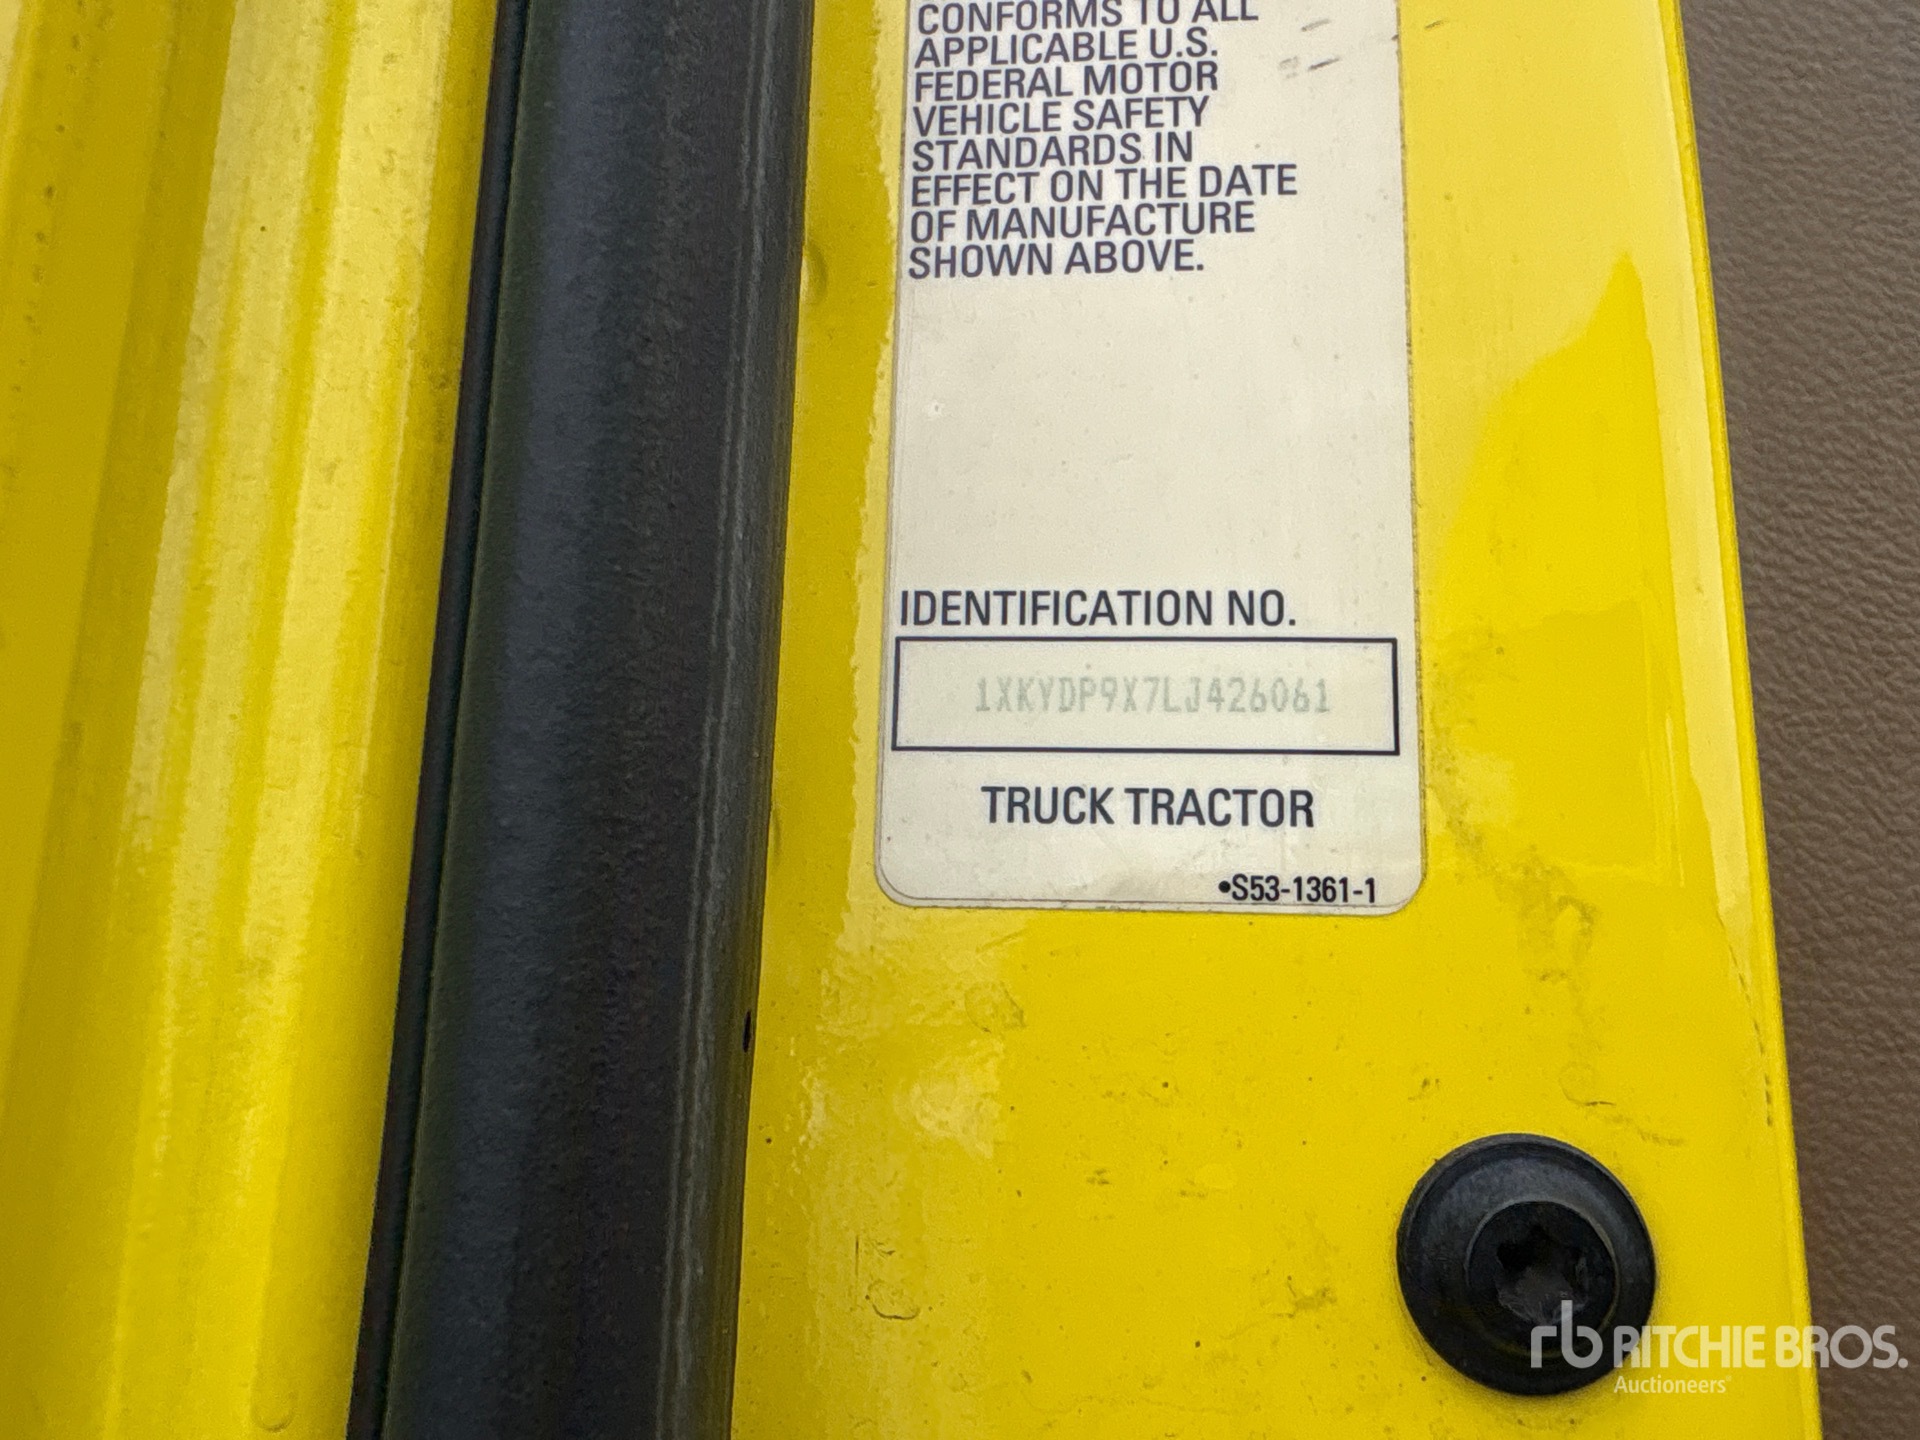 CONFORMS TO ALL
APPLICABLE U.S.
FEDERAL MOTOR
VEHICLE SAFETY
STANDARDS IN
EFFECT ON THE DATE
OF MANUFACTURE
SHOWN ABOVE.
IDENTIFICATION NO.
1XKYDP9X7LJ426061
TRUCK TRACTOR
•S53-1361-1
rb RITCHIE BROS.
Auctioneers